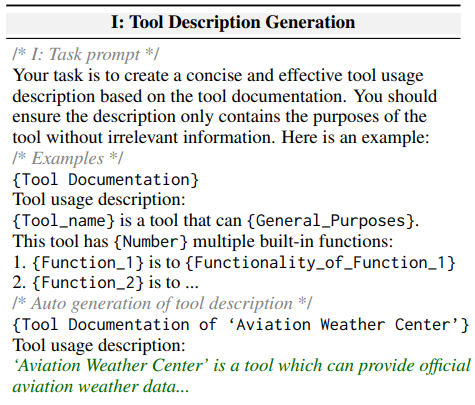 I: Tool Description Generation
/* I: Task prompt */
Your task is to create a concise and effective tool usage
description based on the tool documentation. You should
ensure the description only contains the purposes of the
tool without irrelevant information. Here is an example:
/* Examples */
{Tool Documentation}
Tool usage description:
{Tool_name} is a tool that can {General_Purposes}.
This tool has {Number} multiple built-in functions:
1. {Function_1} is to {Functionality_of_Function_1}
2. {Function_2} is to ...
/* Auto generation of tool description */
{Tool Documentation of ‘Aviation Weather Center’}
Tool usage description:
‘Aviation Weather Center’ is a tool which can provide official
aviation weather data...